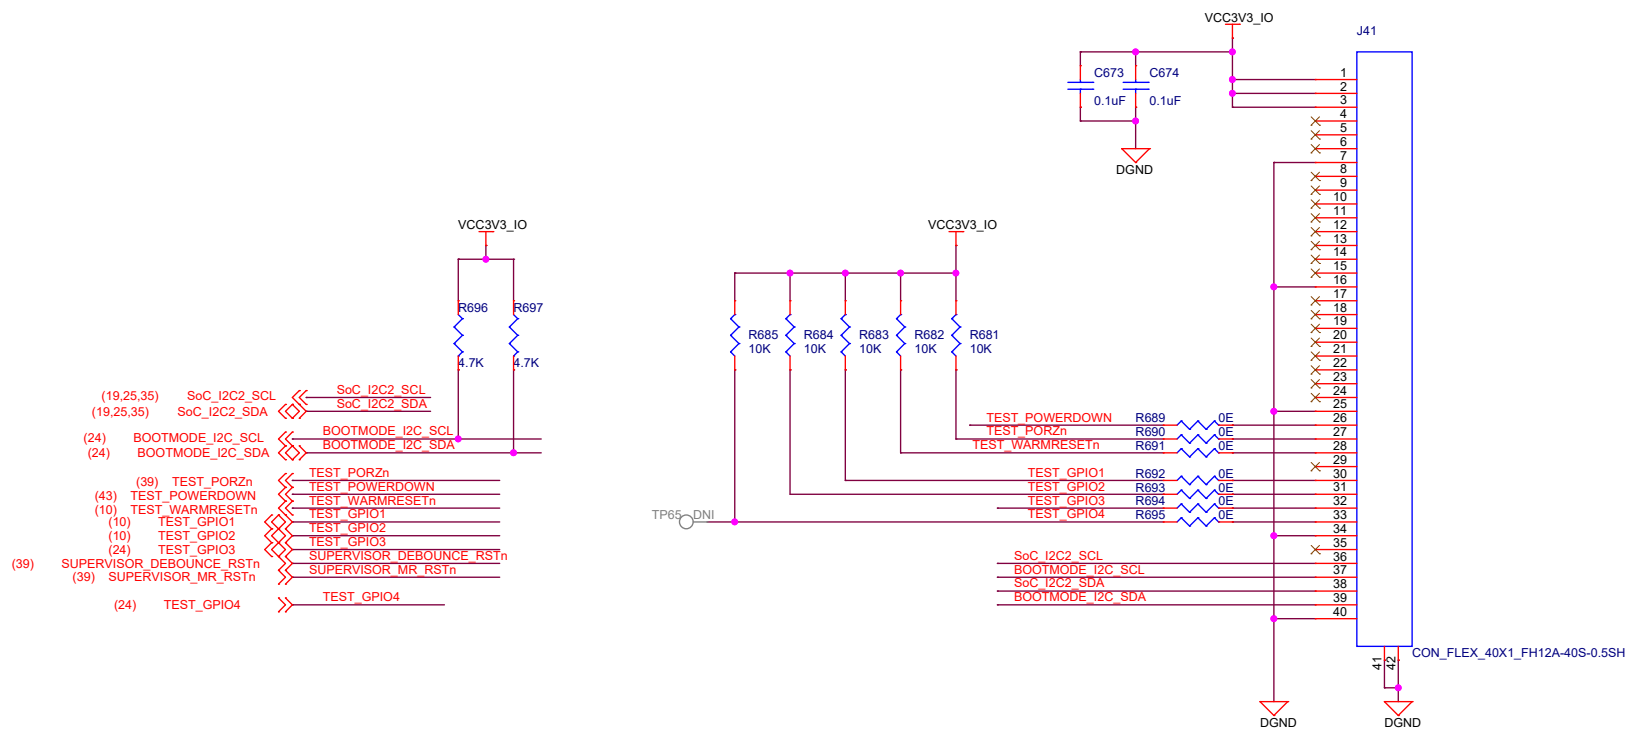 VCC3V3_IO
J41
C673
0.1uF
C674
0.1uF
DGND
1
2
3
4
5
6
7
8
9
10
11
12
13
14
15
16
17
18
19
20
21
22
23
24
25
26
27
28
29
30
31
32
33
34
35
36
37
38
39
40
41
42
CON_FLEX_40X1_FH12A-40S-0.5SH
DGND
DGND
VCC3V3_IO
R696
4.7K
R697
4.7K
VCC3V3_IO
R685
10K
R684
10K
R683
10K
R682
10K
R681
10K
(19,25,35) SoC_I2C2_SCL SoC_I2C2_SCL
(19,25,35) SoC_I2C2_SDA SoC_I2C2_SDA
(24) BOOTMODE_I2C_SCL BOOTMODE_I2C_SCL
(24) BOOTMODE_I2C_SDA BOOTMODE_I2C_SDA
(39) TEST_PORZn TEST_PORZn
(43) TEST_POWERDOWN TEST_POWERDOWN
(10) TEST_WARMRESETn TEST_WARMRESETn
(10) TEST_GPIO1 TEST_GPIO1
(10) TEST_GPIO2 TEST_GPIO2
(24) TEST_GPIO3 TEST_GPIO3
(39) SUPERVISOR_DEBOUNCE_RSTn SUPERVISOR_DEBOUNCE_RSTn
(39) SUPERVISOR_MR_RSTn SUPERVISOR_MR_RSTn
(24) TEST_GPIO4 TEST_GPIO4
TP65 DNI
TEST_POWERDOWN R689 0E
TEST_PORZn R690 0E
TEST_WARMRESETn R691 0E
TEST_GPIO1 R692 0E
TEST_GPIO2 R693 0E
TEST_GPIO3 R694 0E
TEST_GPIO4 R695 0E
SoC_I2C2_SCL
BOOTMODE_I2C_SCL
SoC_I2C2_SDA
BOOTMODE_I2C_SDA